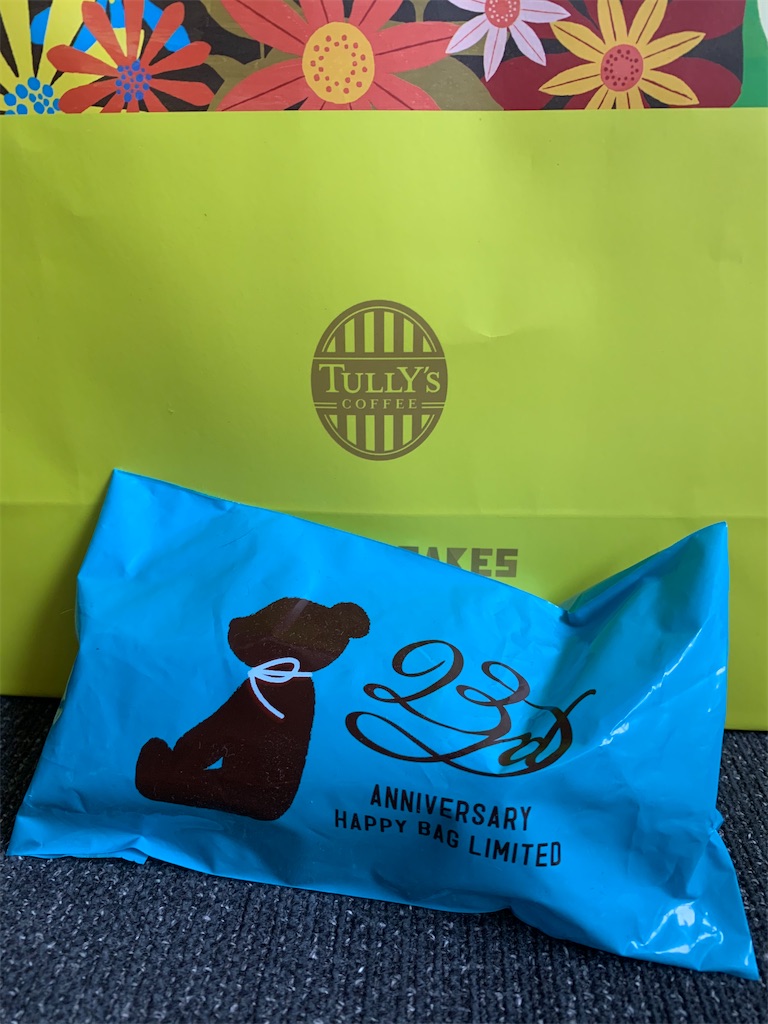 TULLY'S
COFFEE
23rd
ANNIVERSARY
HAPPY BAG LIMITED